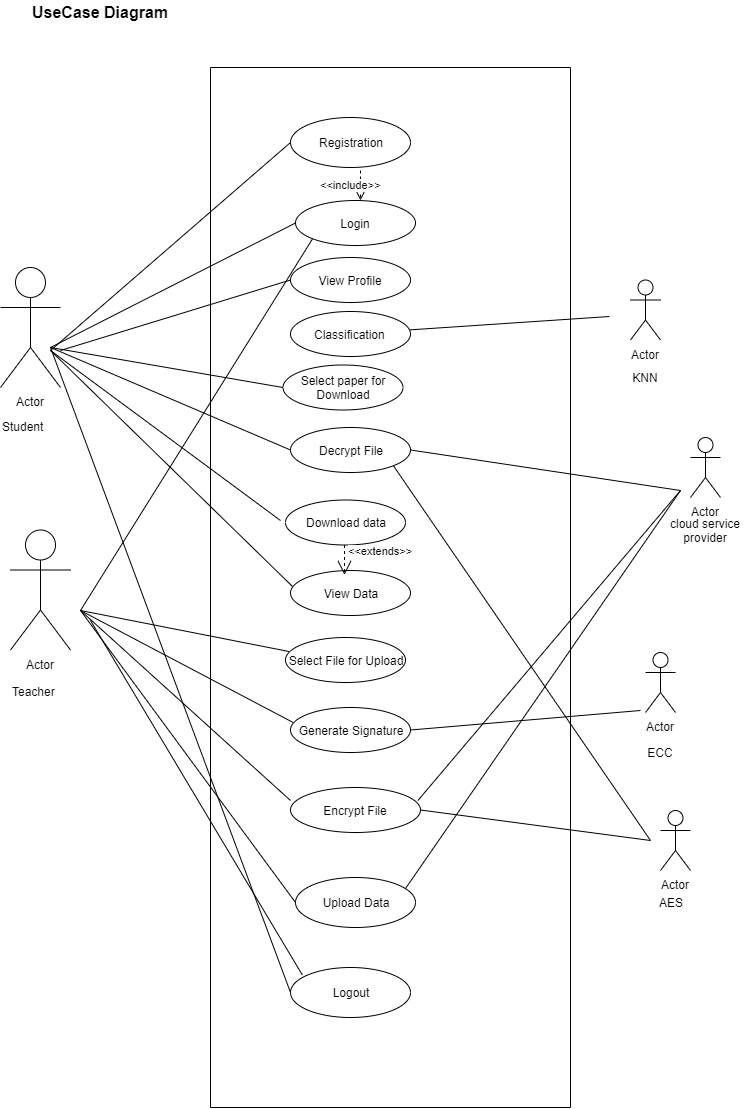 UseCase Diagram
Registration
<<include>>
Login
View Profile
Classification
Select paper for
Download
Decrypt File
Download data
<<extends>>
View Data
Select File for Upload
Generate Signature
Encrypt File
Upload Data
Logout
Actor
Student
Actor
Teacher
Actor
KNN
Actor
cloud service
provider
Actor
ECC
Actor
AES